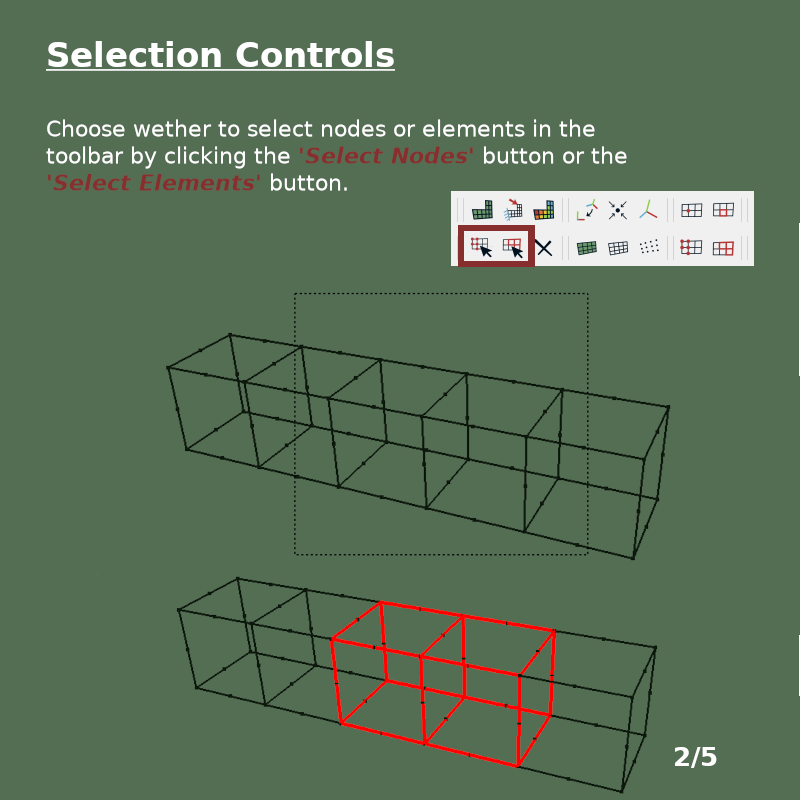 Selection Controls
Choose wether to select nodes or elements in the
toolbar by clicking the 'Select Nodes' button or the
'Select Elements' button.
2/5